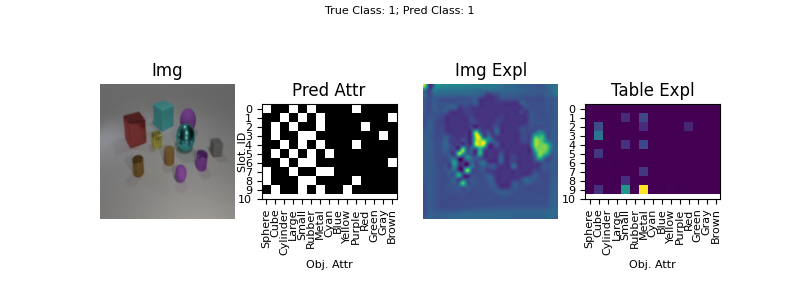 True Class: 1; Pred Class: 1
Img
Pred Attr
Img Expl
Table Expl
Slot_ID
0
1
2
3
4
5
6
7
8
9
10
Sphere
Cube
Cylinder
Large
Small
Rubber
Metal
Cyan
Blue
Yellow
Purple
Red
Green
Gray
Brown
Obj. Attr
0
1
2
3
4
5
6
7
8
9
10
Sphere
Cube
Cylinder
Large
Small
Rubber
Metal
Cyan
Blue
Yellow
Purple
Red
Green
Gray
Brown
Obj. Attr